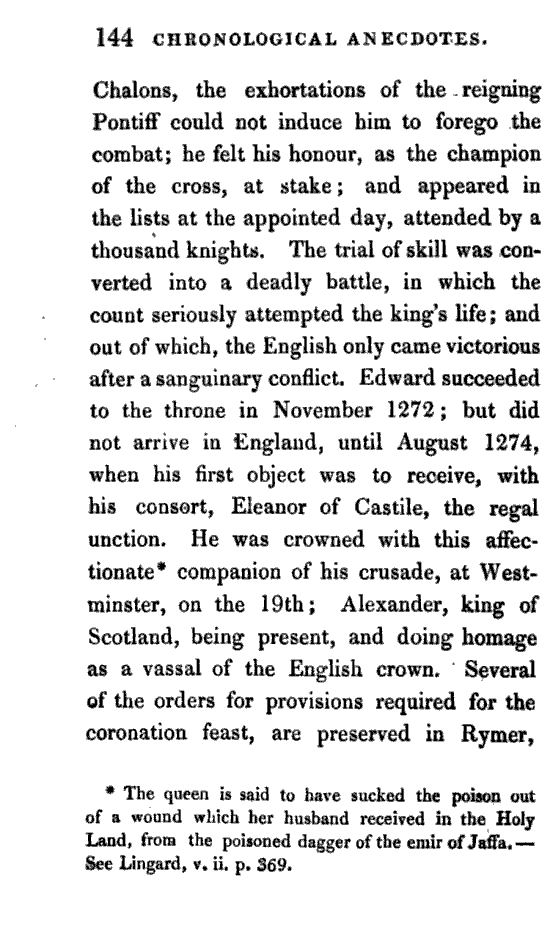 144 CHRONOLOGICAL ANECDOTES.
Chalons, the exhortations of the reigning
Pontiff could not induce him to forego the
combat; he felt his honour, as the champion
of the cross, at stake; and appeared in
the lists at the appointed day, attended by a
thousand knights. The trial of skill was con-
verted into a deadly battle, in which the
count seriously attempted the king's life; and
out of which, the English only came victorious
after a sanguinary conflict. Edward succeeded
to the throne in November 1272; but did
not arrive in England, until August 1274,
when his first object was to receive, with
his consort, Eleanor of Castile, the regal
unction. He was crowned with this affec-
tionate* companion of his crusade, at West-
minster, on the 19th; Alexander, king of
Scotland, being present, and doing homage
as a vassal of the English crown. Several
of the orders for provisions required for the
coronation feast, are preserved in Rymer,
* The queen is said to have sucked the poison out
of a wound which her husband received in the Holy
Land, from the poisoned dagger of the emir of Jaffa.—
See Lingard, v. ii. p. 369.